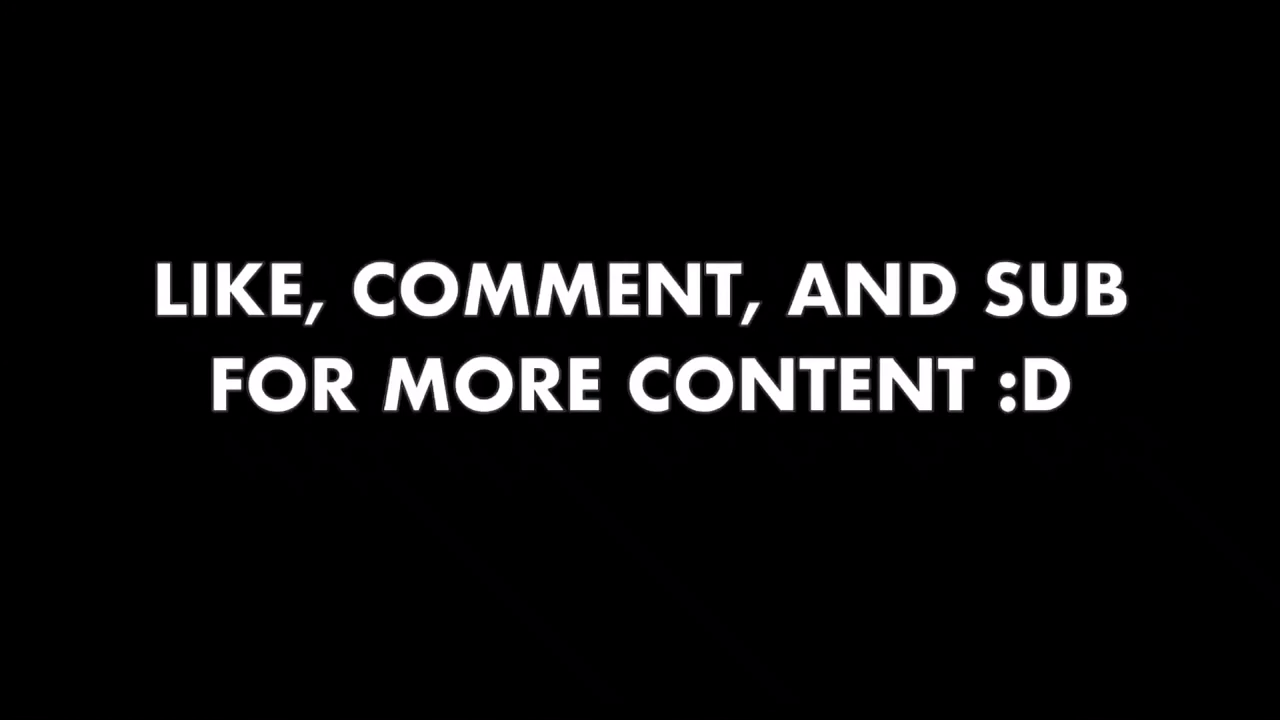 LIKE, COMMENT, AND SUB
FOR MORE CONTENT :D